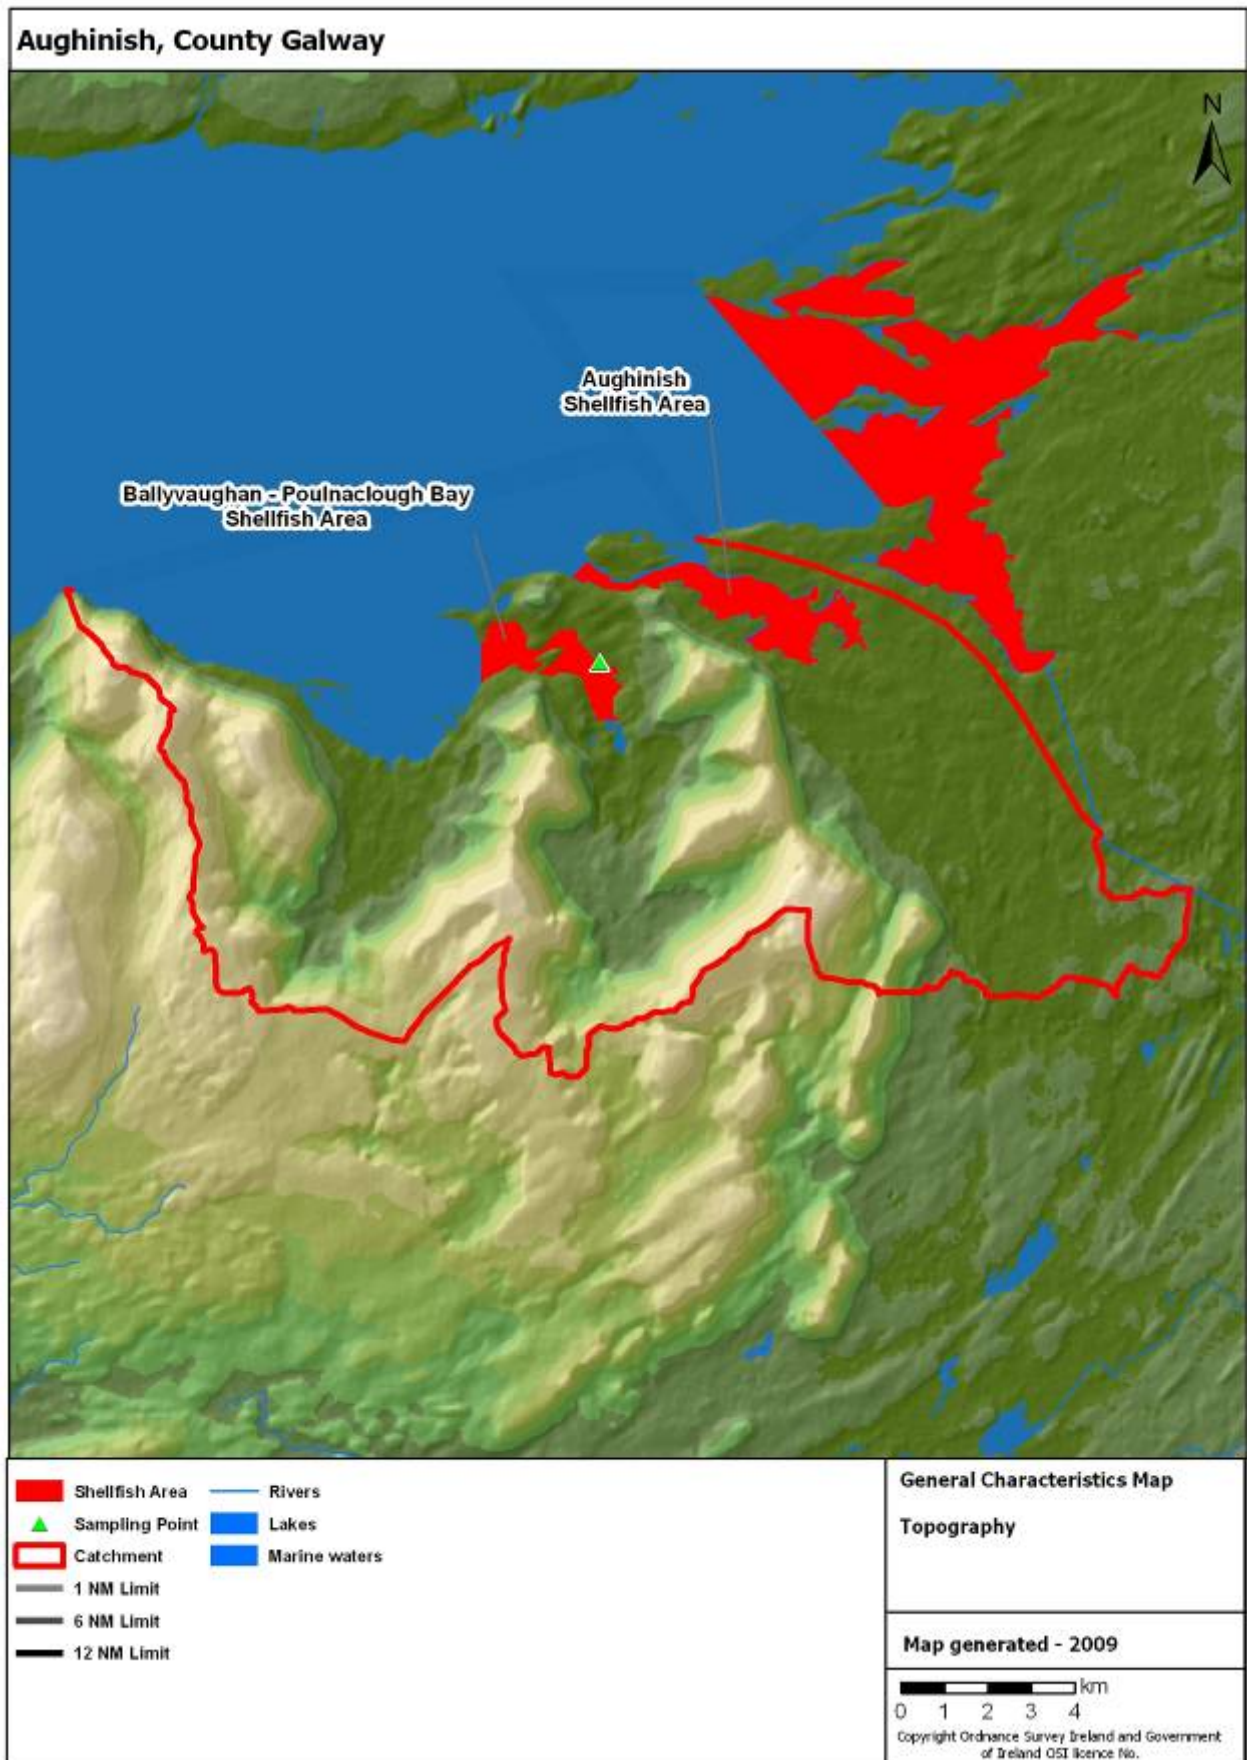 Aughinish, County Galway
N
Aughinish
Shellfish Area
Ballyvaughan - Poulnaclough Bay
Shellfish Area
Shellfish Area
Sampling Point
Catchment
1 NM Limit
6 NM Limit
12 NM Limit
Rivers
Lakes
Marine waters
General Characteristics Map
Topography
Map generated - 2009
km
0 1 2 3 4
Copyright Ordnance Survey Ireland and Government
of Ireland OSI licence No.